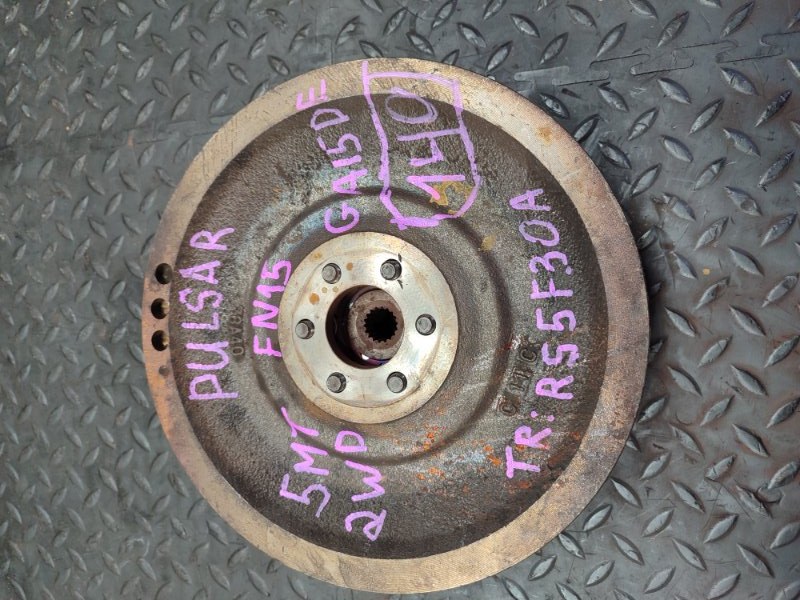 PULSAR
FN15
GA15DE
140
5MT
2WD
TR:RS5F30A